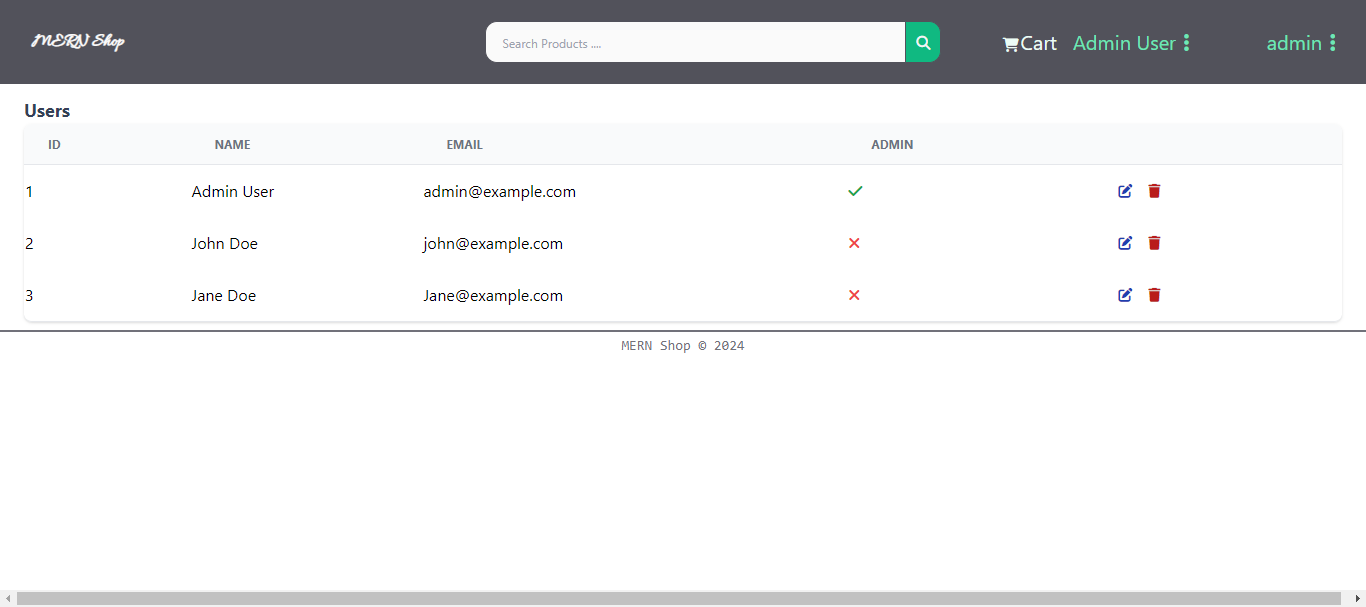 MERN Shop Search Products .... Cart Admin User admin
Users
ID NAME EMAIL ADMIN
1 Admin User admin@example.com
2 John Doe john@example.com
3 Jane Doe Jane@example.com
MERN Shop © 2024